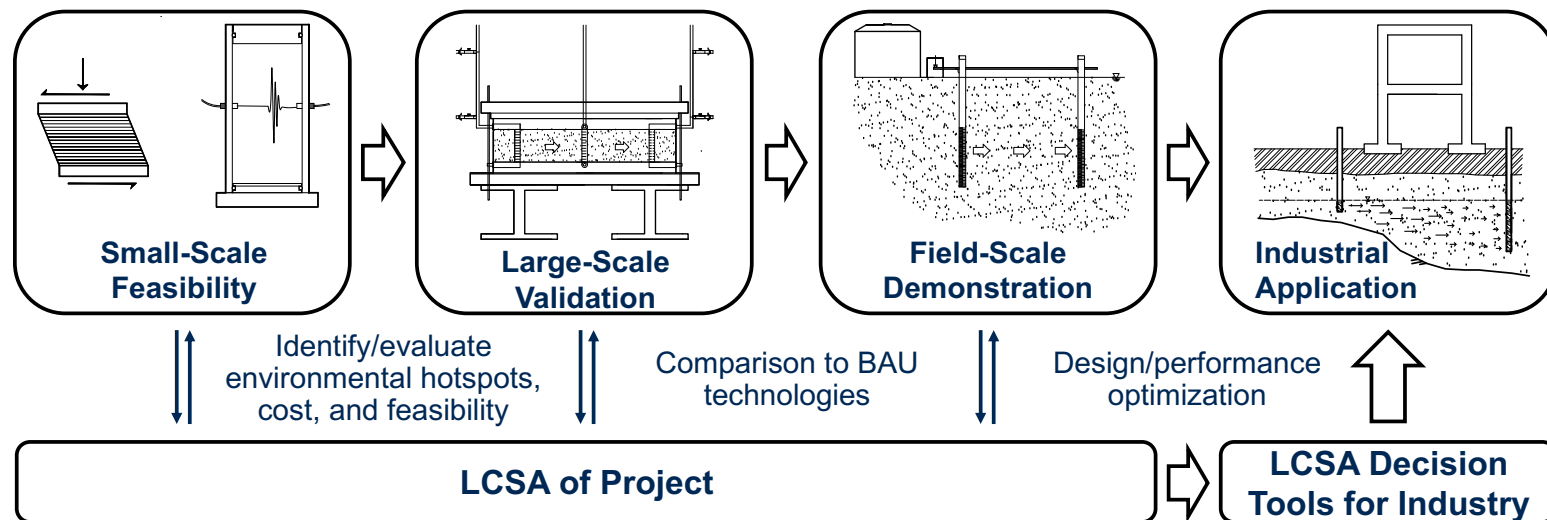 Small-Scale
Feasibility
Large-Scale
Validation
Field-Scale
Demonstration
Industrial
Application
Identify/evaluate
environmental hotspots,
cost, and feasibility
Comparison to BAU
technologies
Design/performance
optimization
LCSA of Project
LCSA Decision
Tools for Industry